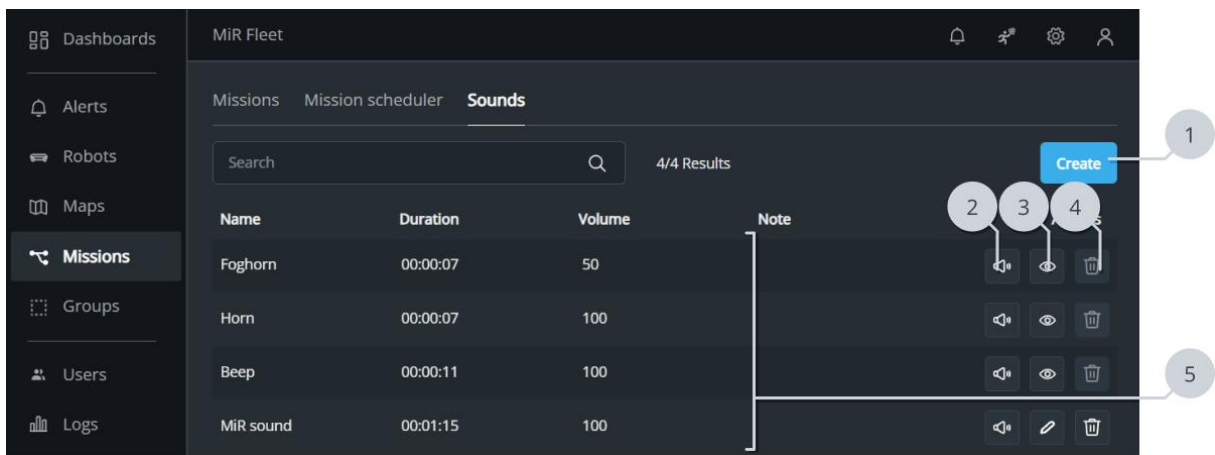 Dashboards
MiR Fleet
Alerts
Robots
Maps
Missions
Groups
Users
Logs
Missions Mission scheduler Sounds
Search 4/4 Results Create 1
Name Duration Volume Note 2 3 4
Foghorn 00:00:07 50
Horn 00:00:07 100
Beep 00:00:11 100
5
MiR sound 00:01:15 100